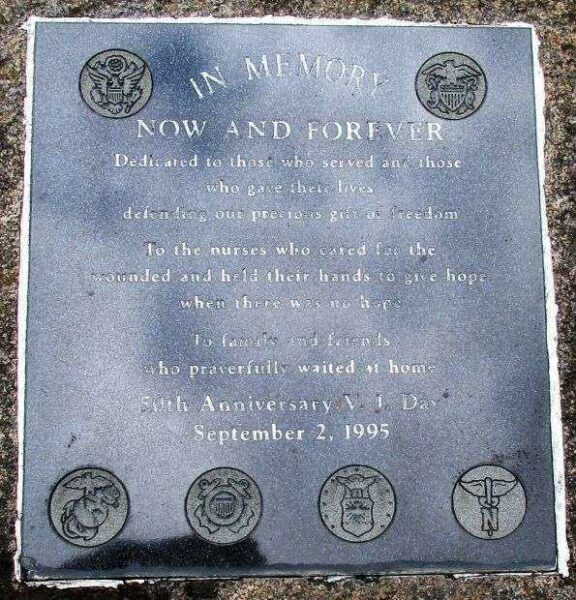 IN MEMORY
NOW AND FOREVER
Dedicated to those who served and those
who gave their lives
defending our precious gift of freedom
To the nurses who cared for the
wounded and held their hands to give hope
when there was no hope
To family and friends
who prayerfully waited at home
50th Anniversary V. J. Day
September 2, 1995
N